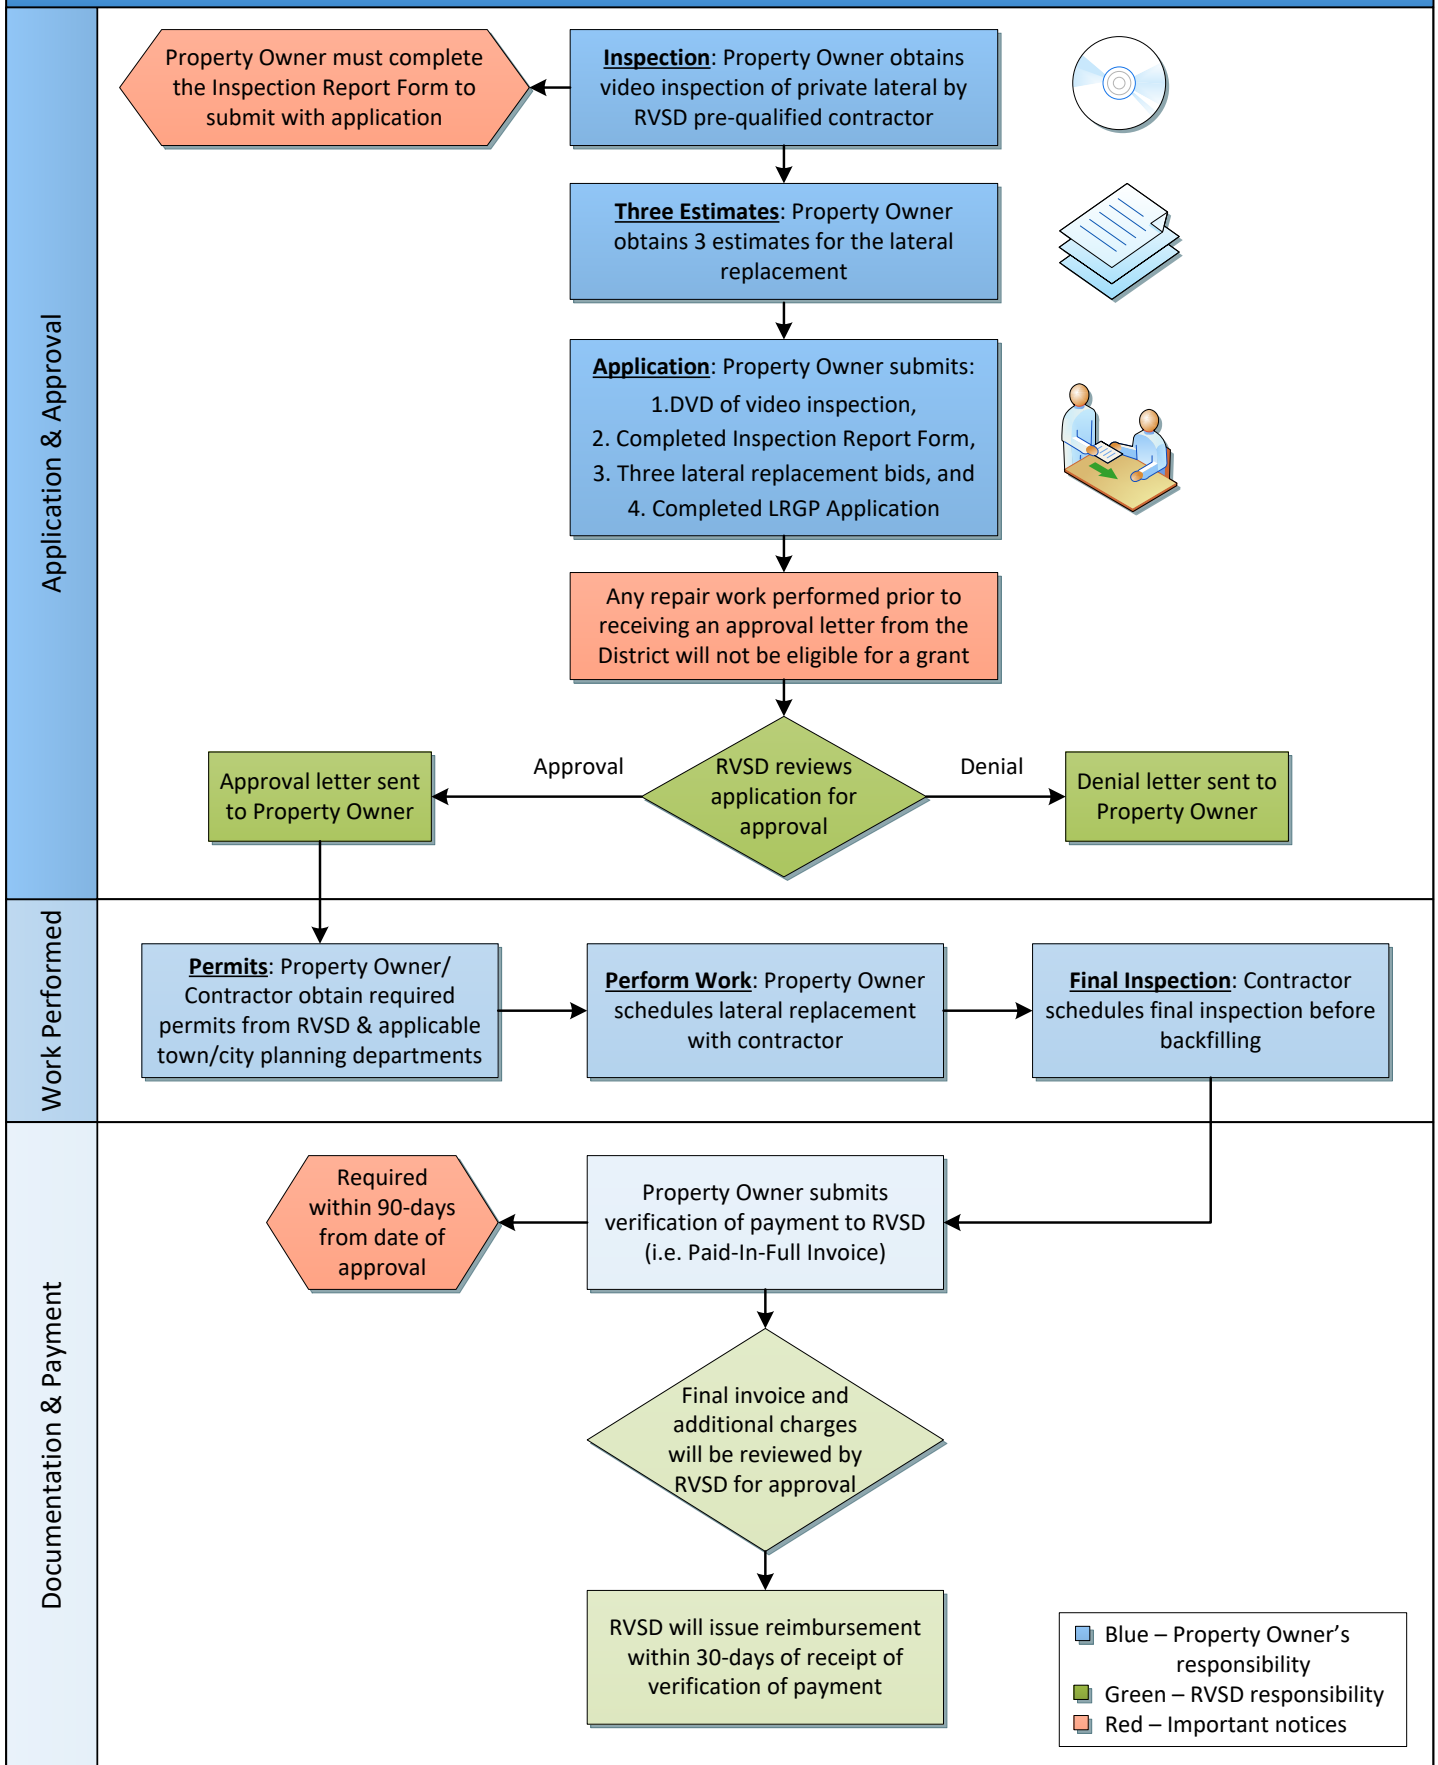 Application & Approval
Property Owner must complete
the Inspection Report Form to
submit with application
Inspection: Property Owner obtains
video inspection of private lateral by
RVSD pre-qualified contractor
Three Estimates: Property Owner
obtains 3 estimates for the lateral
replacement
Application: Property Owner submits:
1.DVD of video inspection,
2. Completed Inspection Report Form,
3. Three lateral replacement bids, and
4. Completed LRGP Application
Any repair work performed prior to
receiving an approval letter from the
District will not be eligible for a grant
RVSD reviews
application for
approval
Approval
Denial
Approval letter sent
to Property Owner
Denial letter sent to
Property Owner
Work Performed
Permits: Property Owner/
Contractor obtain required
permits from RVSD & applicable
town/city planning departments
Perform Work: Property Owner
schedules lateral replacement
with contractor
Final Inspection: Contractor
schedules final inspection before
backfilling
Documentation & Payment
Required
within 90-days
from date of
approval
Property Owner submits
verification of payment to RVSD
(i.e. Paid-In-Full Invoice)
Final invoice and
additional charges
will be reviewed by
RVSD for approval
RVSD will issue reimbursement
within 30-days of receipt of
verification of payment
Blue – Property Owner’s
responsibility
Green – RVSD responsibility
Red – Important notices